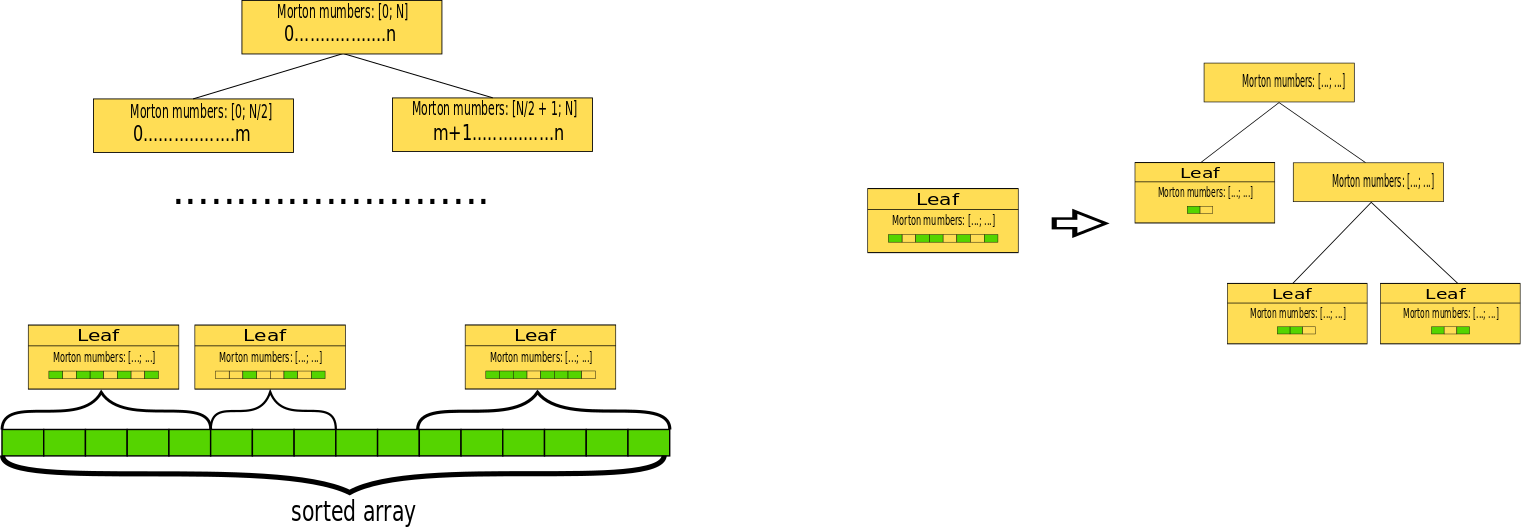 Morton mumbers: [0; N]
0..................n
Morton mumbers: [0; N/2]
0..................m
Morton mumbers: [N/2 + 1; N]
m+1................n
Leaf
Morton mumbers: [...; ...]
Leaf
Morton mumbers: [...; ...]
Leaf
Morton mumbers: [...; ...]
sorted array
Leaf
Morton mumbers: [...; ...]
Morton mumbers: [...; ...]
Leaf
Morton mumbers: [...; ...]
Morton mumbers: [...; ...]
Leaf
Morton mumbers: [...; ...]
Leaf
Morton mumbers: [...; ...]